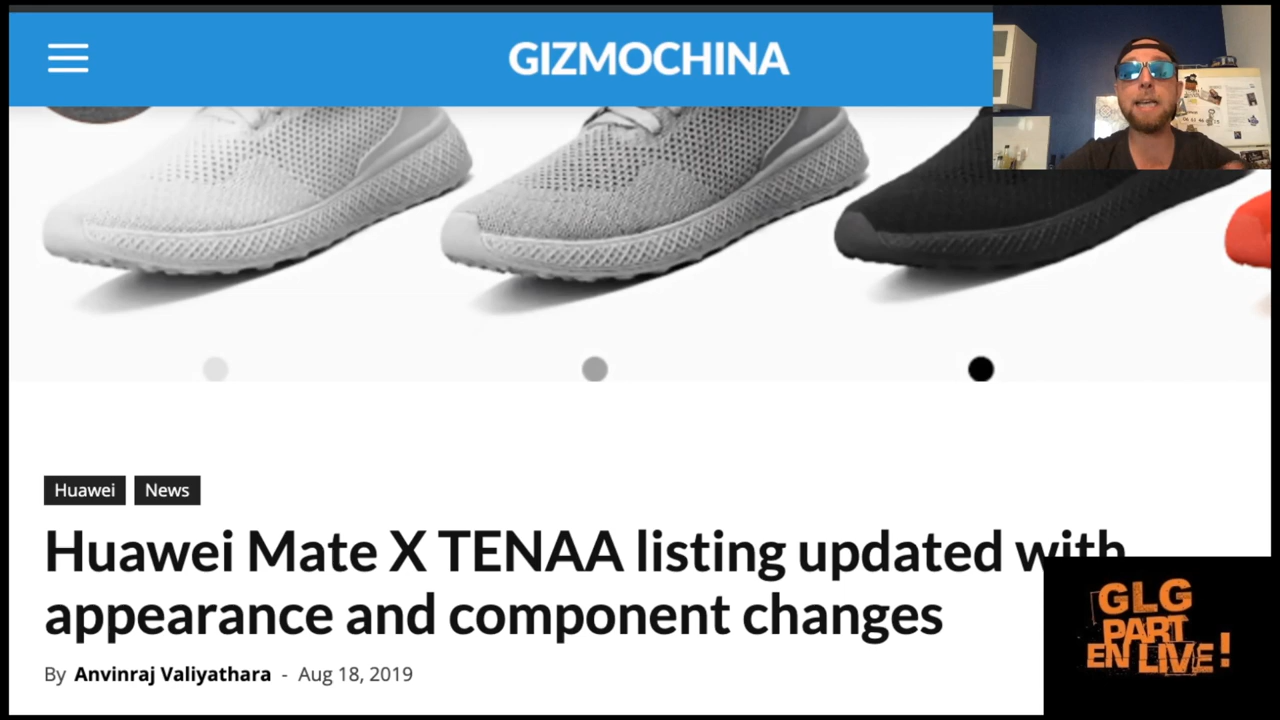 GIZMOCHINA
Huawei
News
Huawei Mate X TENAA listing updated with
appearance and component changes
By Anvinraj Valiyathara - Aug 18, 2019
GLG
PART
EN LIVE!